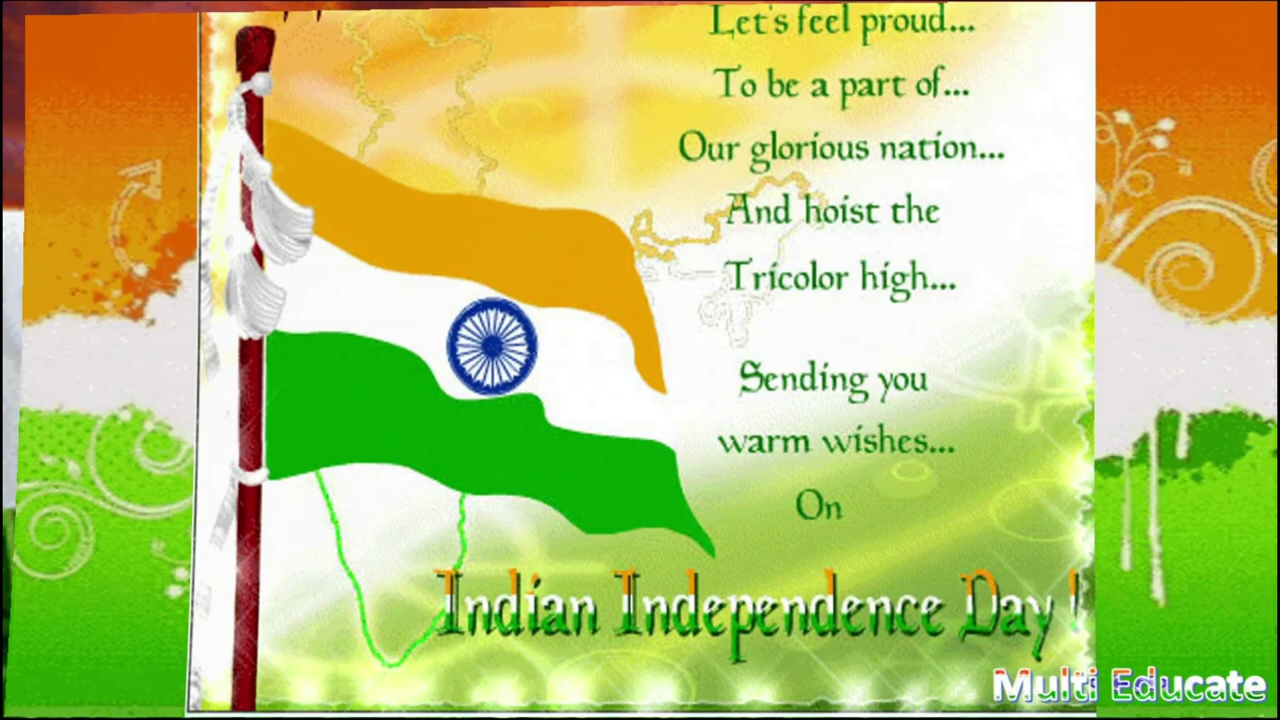 Let's feel proud...
To be a part of...
Our glorious nation...
And hoist the
Tricolor high...
Sending you
warm wishes...
On
Indian Independence Day !
Multi Educate